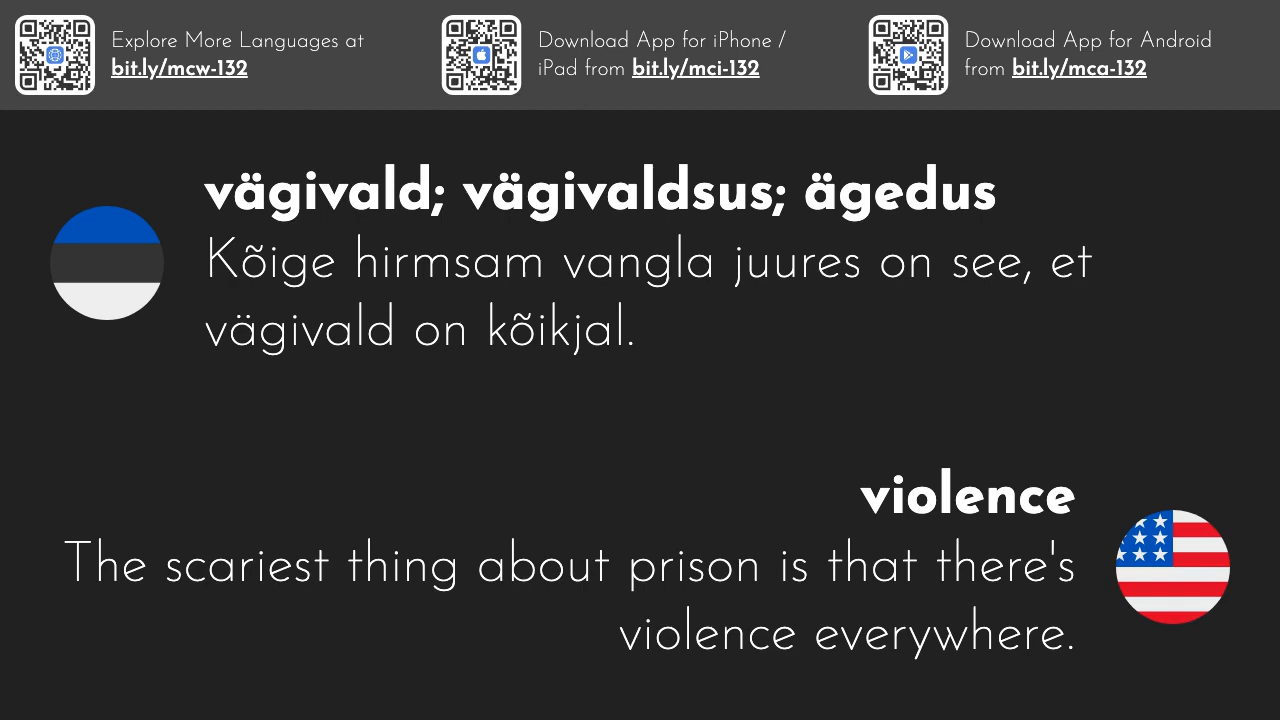 Explore More Languages at
bit.ly/mcw-132
Download App for iPhone /
iPad from bit.ly/mci-132
Download App for Android
from bit.ly/mca-132
vägivald; vägivaldsus; ägedus
Kõige hirmsam vangla juures on see, et
vägivald on kõikjal.
violence
The scariest thing about prison is that there's
violence everywhere.